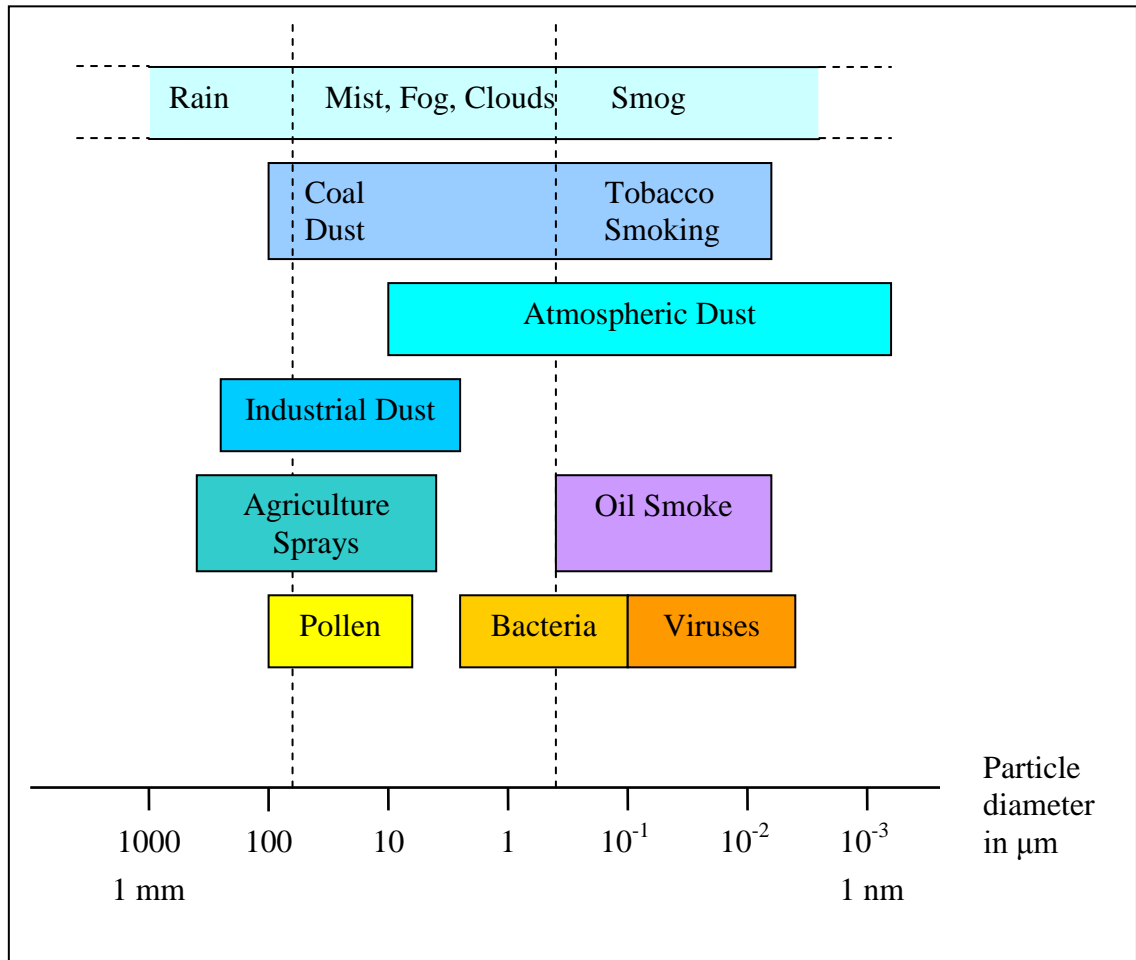 Rain Mist, Fog, Clouds Smog
Coal Tobacco
Dust Smoking
Atmospheric Dust
Industrial Dust
Agriculture Oil Smoke
Sprays
Pollen Bacteria Viruses
Particle
diameter
in μm
1000 100 10 1 10⁻¹ 10⁻² 10⁻³
1 mm 1 nm